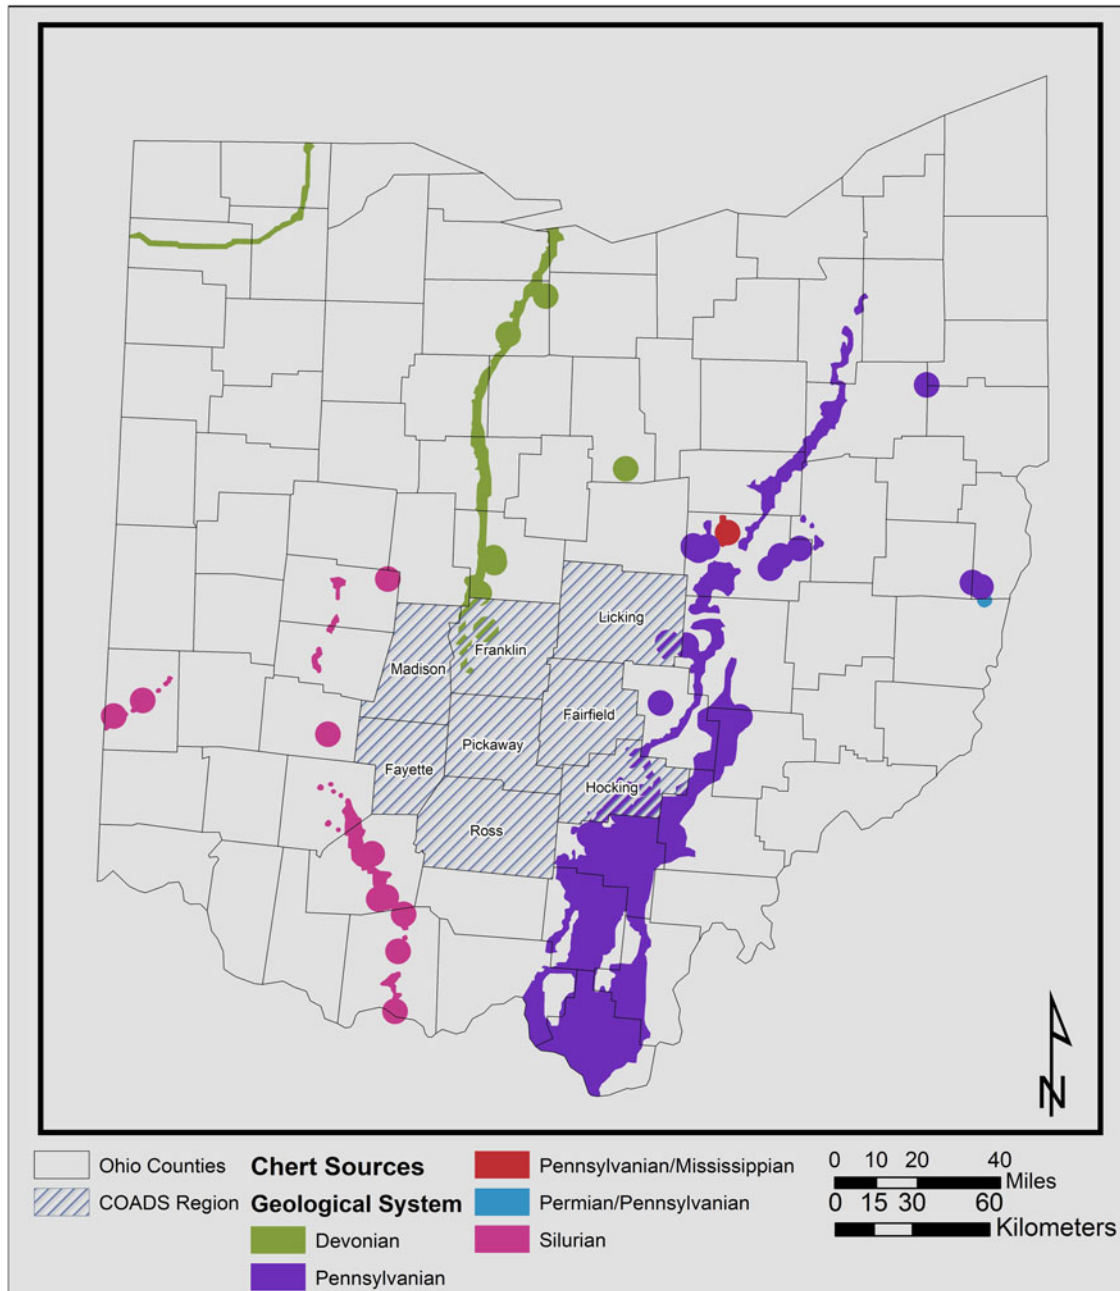 Licking
Franklin
Madison
Fairfield
Pickaway
Fayette
Hocking
Ross
N
Ohio Counties
COADS Region
Chert Sources
Geological System
Devonian
Pennsylvanian
Pennsylvanian/Mississippian
Permian/Pennsylvanian
Silurian
0 10 20 40
Miles
0 15 30 60
Kilometers